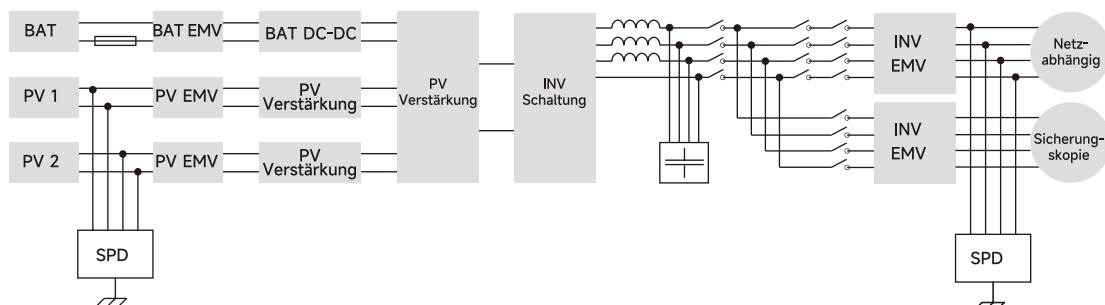 BAT
BAT EMV
BAT DC-DC
PV 1
PV EMV
PV
Verstärkung
PV 2
PV EMV
PV
Verstärkung
SPD
PV
Verstärkung
INV
Schaltung
INV
EMV
INV
EMV
Netz-
abhängig
Sicherung-
skopie
SPD